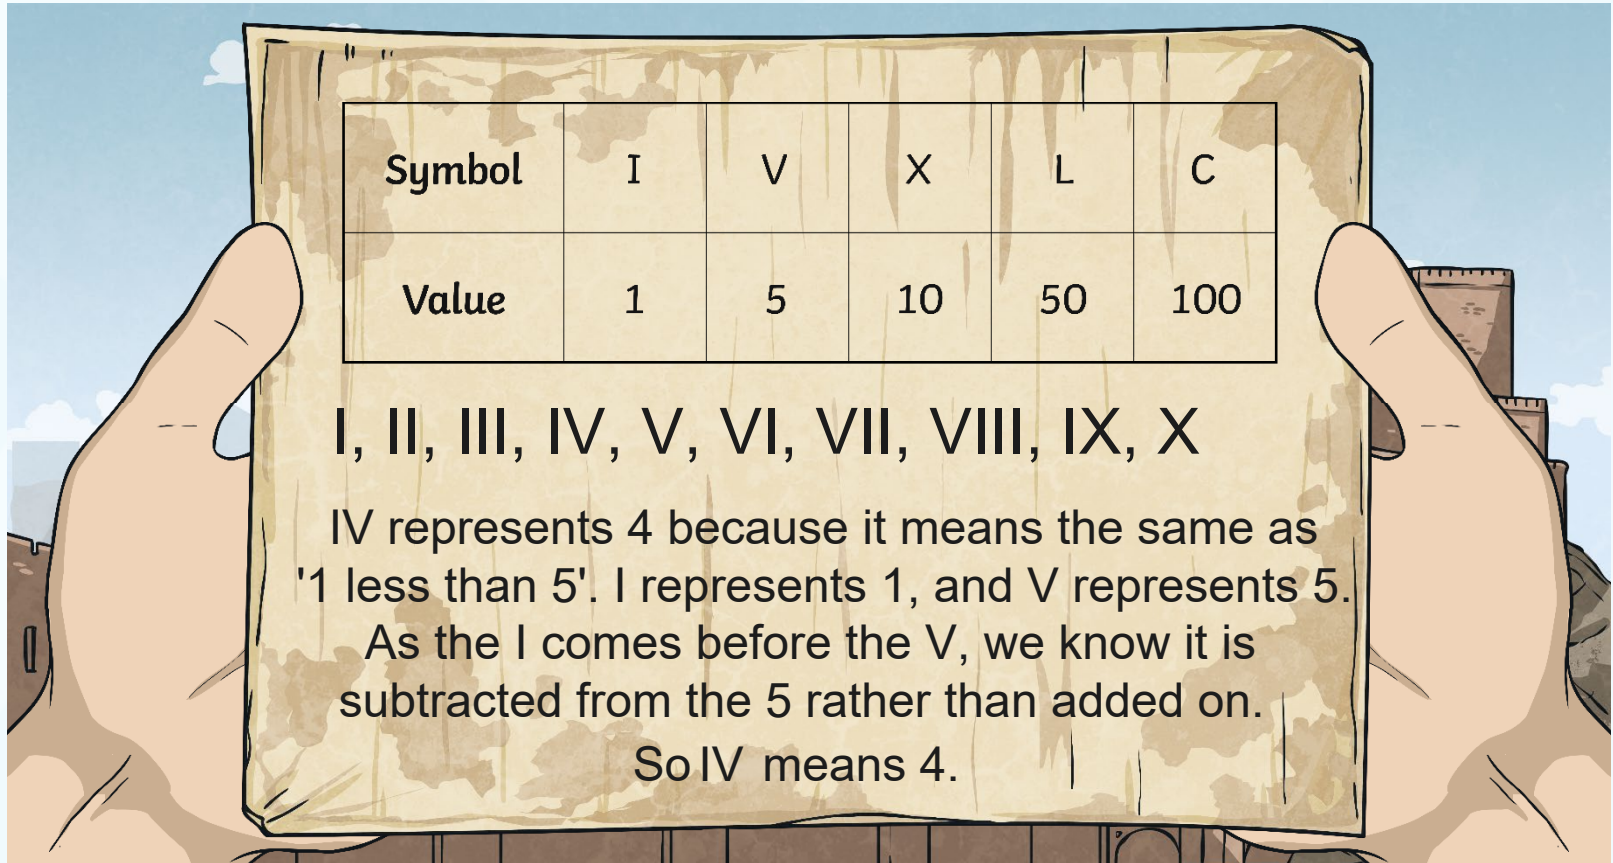 Symbol I V X L C
Value 1 5 10 50 100
I, II, III, IV, V, VI, VII, VIII, IX, X
IV represents 4 because it means the same as
'1 less than 5'. I represents 1, and V represents 5.
As the I comes before the V, we know it is
subtracted from the 5 rather than added on.
So IV means 4.